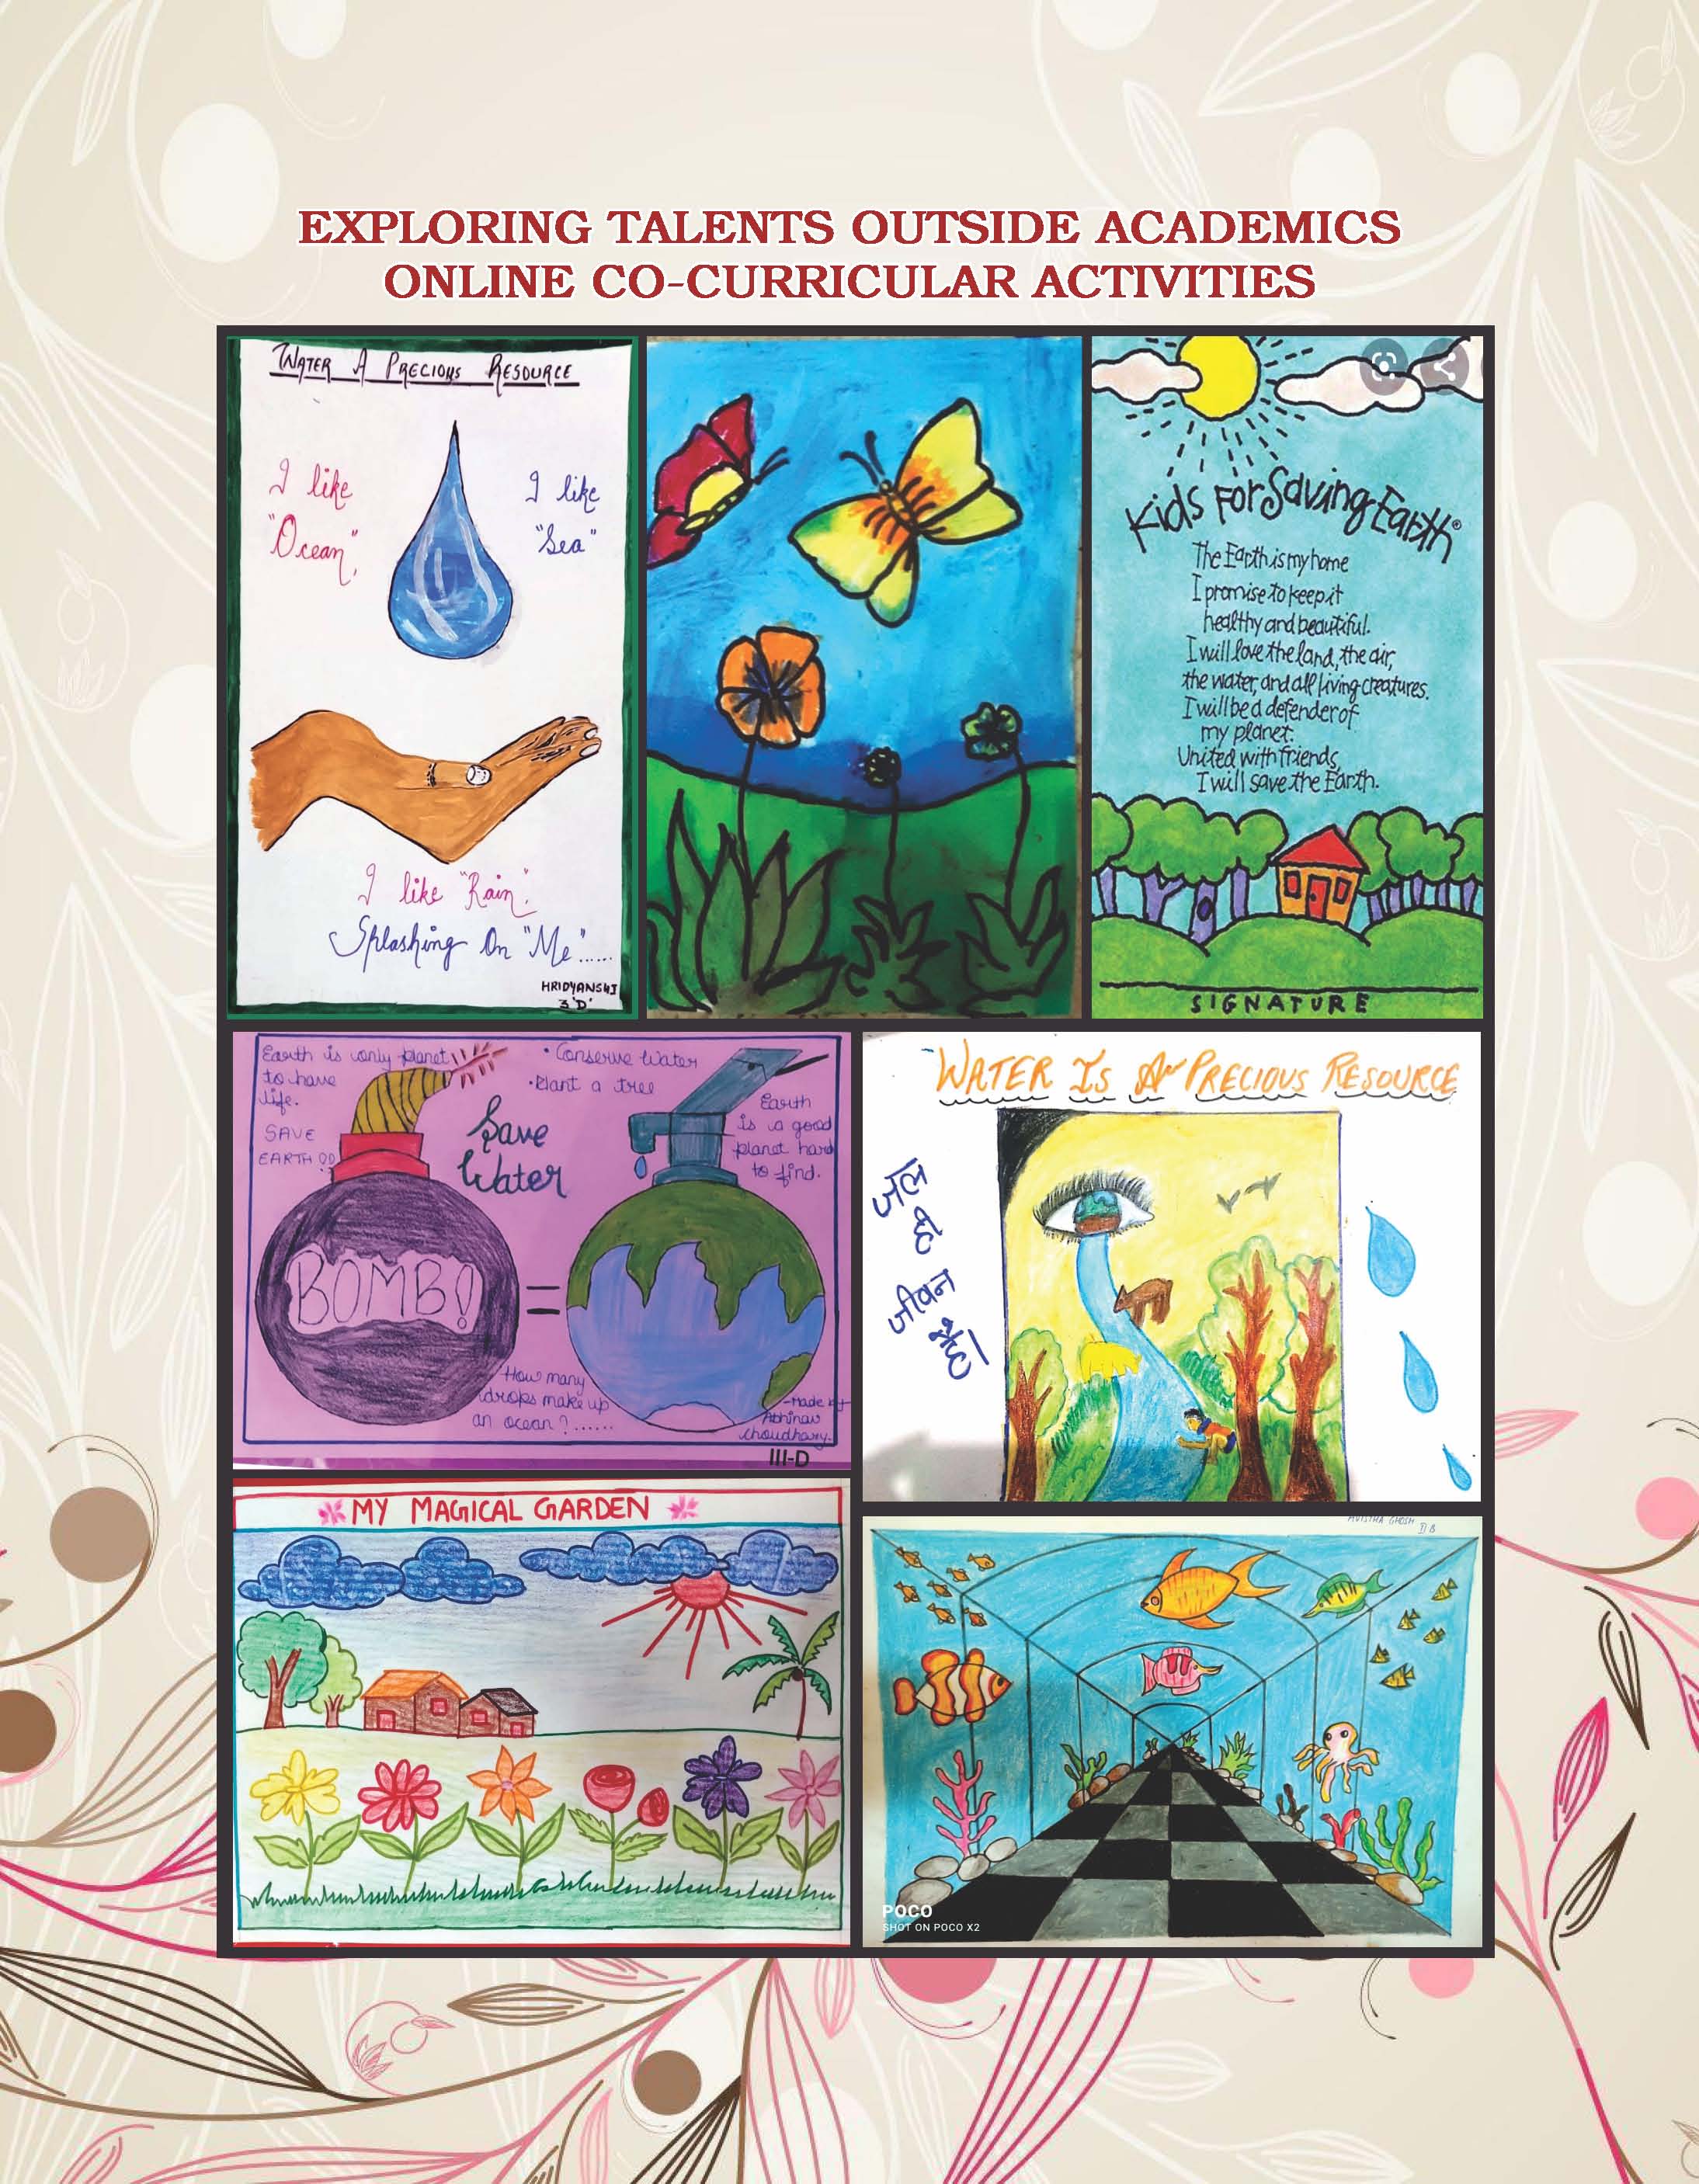 EXPLORING TALENTS OUTSIDE ACADEMICS
ONLINE CO-CURRICULAR ACTIVITIES
WATER A PRECIOUS RESOURCE
I like
"Ocean",
I like
"Sea"
I like "Rain".
Splashing On "Me"......
HRIDYANSHI
3 'D'
Kids For Saving Earth®
The Earth is my home
I promise to keep it
healthy and beautiful.
I will love the land, the air,
the water, and all living creatures.
I will be a defender of
my planet.
United with friends,
I will save the Earth.
SIGNATURE
Earth is only planet
to have
life.
SAVE
EARTH !!
• Conserve Water
• Plant a tree
Save
Water
Earth
is a good
planet hard
to find.
BOMB!
=
How many
drops make up
an ocean?......
-Made by
Abhinav
Choudhary.
III-D
WATER IS A PRECIOUS RESOURCE
जल
जीवन
MY MAGICAL GARDEN
GHOSH
II B
POCO
SHOT ON POCO X2